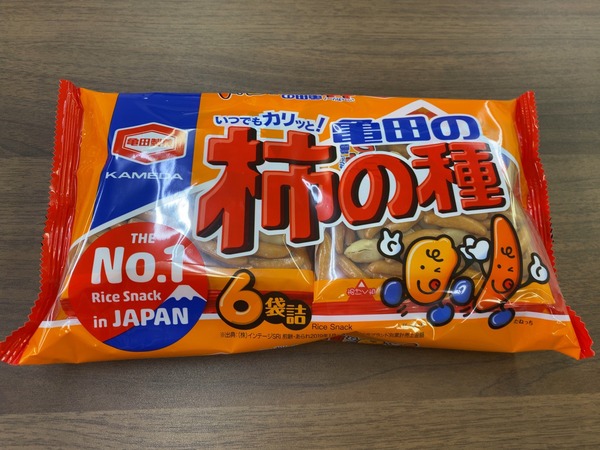 亀田製菓
KAMEDA
いつでもカリッと!
亀田の
柿の種
THE
No.1
Rice Snack
in JAPAN
6袋詰
Rice Snack